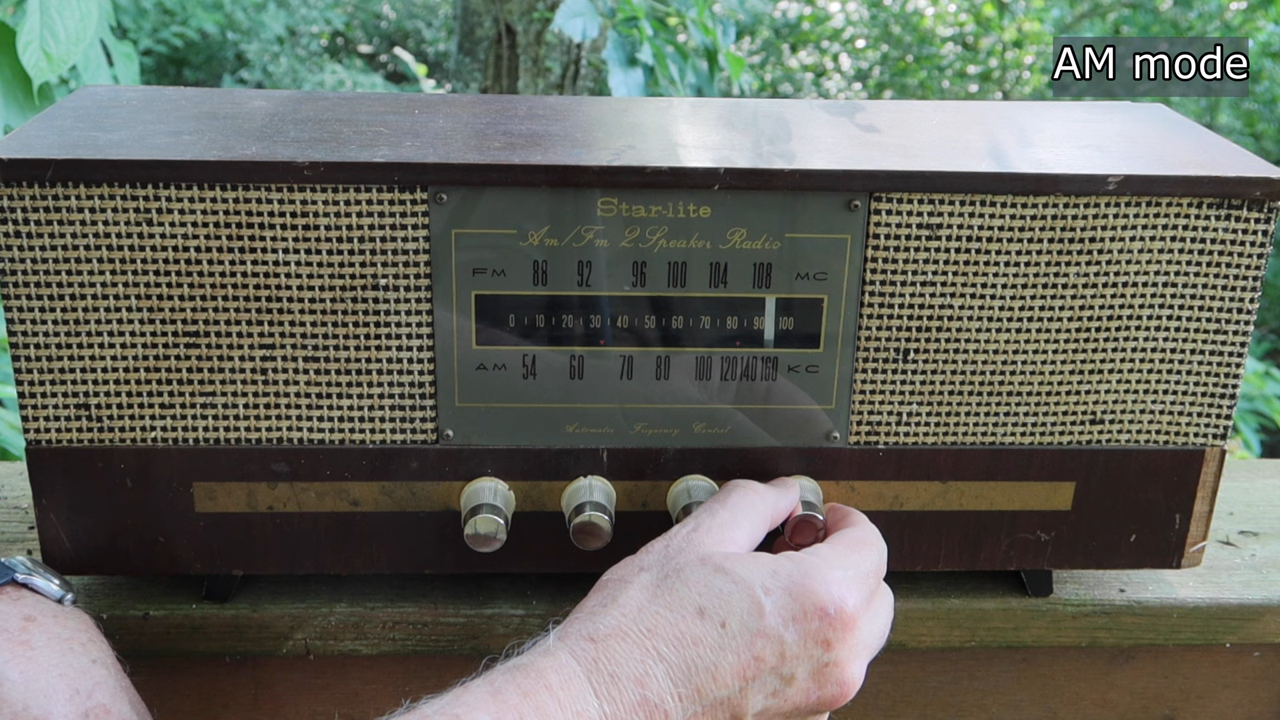 AM mode
Star-lite
Am/Fm 2 Speaker Radio
FM 88 92 96 100 104 108 MC
0 10 20 30 40 50 60 70 80 90 100
AM 54 60 70 80 100 120 140 160 KC
Automatic Frequency Control